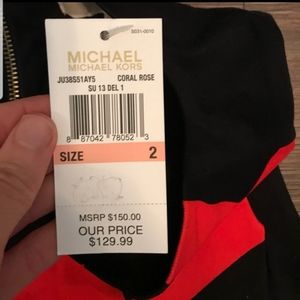 S031-0010
MICHAEL
MICHAEL KORS
JU38S51AY5 CORAL ROSE
SU 13 DEL 1
8 87042 78052 3
SIZE 2
MSRP $150.00
OUR PRICE
$129.99